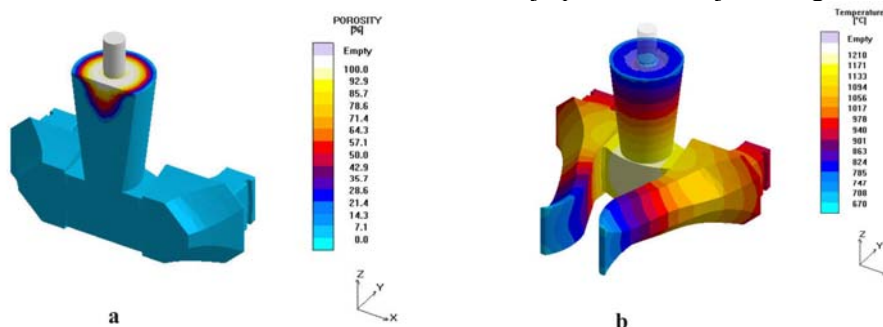 POROSITY
[%]
Empty
100.0
92.9
85.7
78.6
71.4
64.3
57.1
50.0
42.9
35.7
28.6
21.4
14.3
7.1
0.0
Z
Y
X
a
Temperature
[°C]
Empty
1210
1171
1133
1094
1056
1017
978
940
901
863
824
785
747
708
670
Z
Y
b